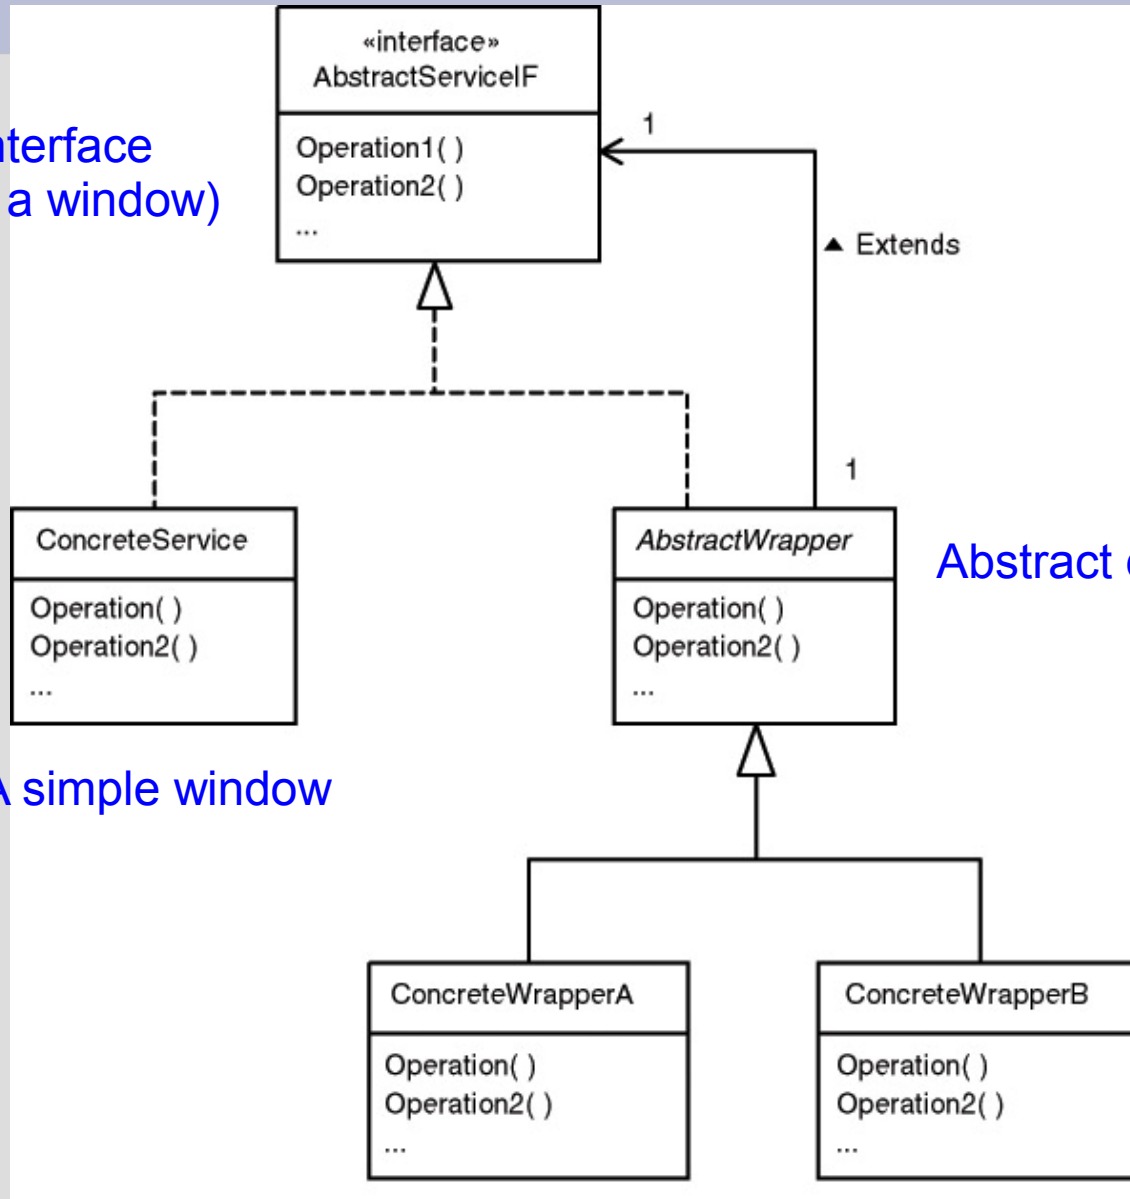 «interface»
AbstractServiceIF
Operation1( )
Operation2( )
...
nterface
a window)
1
▲ Extends
1
ConcreteService
Operation( )
Operation2( )
...
AbstractWrapper
Operation( )
Operation2( )
...
Abstract
A simple window
ConcreteWrapperA
Operation( )
Operation2( )
...
ConcreteWrapperB
Operation( )
Operation2( )
...